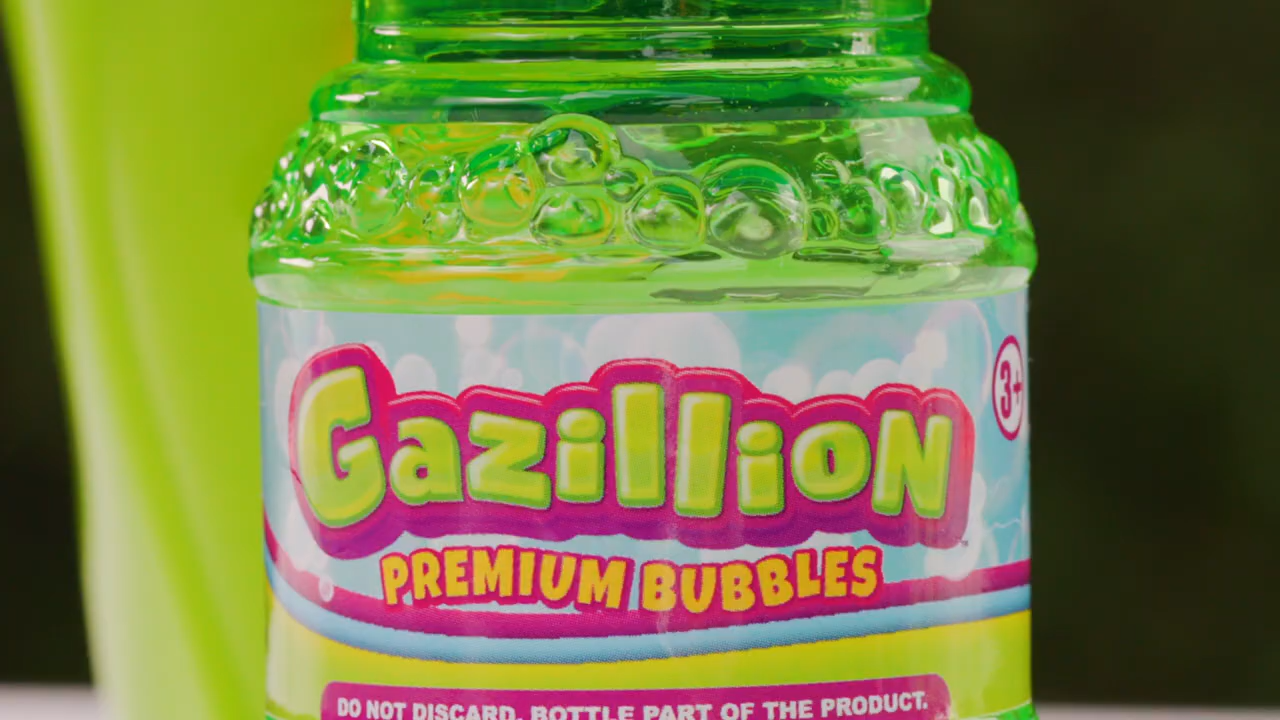 3+
GazillioN
PREMIUM BUBBLES
DO NOT DISCARD. BOTTLE PART OF THE PRODUCT.